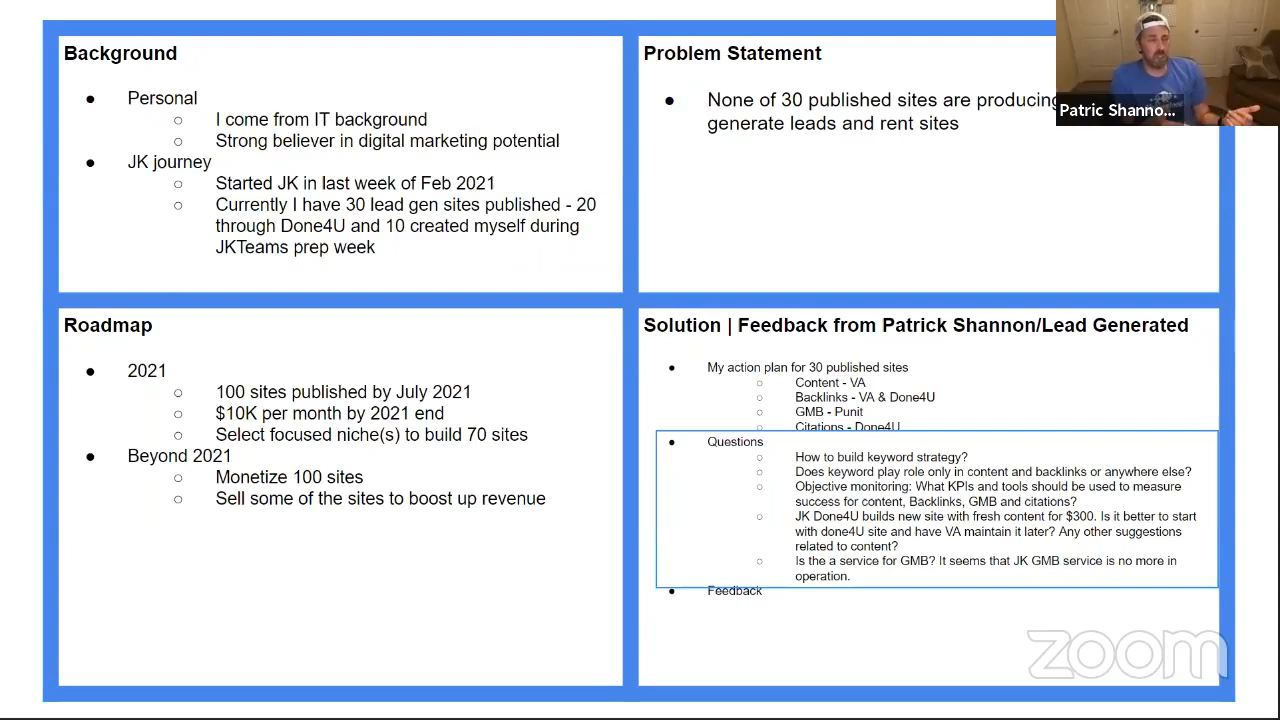 Background
● Personal
○ I come from IT background
○ Strong believer in digital marketing potential
● JK journey
○ Started JK in last week of Feb 2021
○ Currently I have 30 lead gen sites published - 20
through Done4U and 10 created myself during
JKTeams prep week
Problem Statement
● None of 30 published sites are producing
generate leads and rent sites
Patric Shanno...
Roadmap
● 2021
○ 100 sites published by July 2021
○ $10K per month by 2021 end
○ Select focused niche(s) to build 70 sites
● Beyond 2021
○ Monetize 100 sites
○ Sell some of the sites to boost up revenue
Solution | Feedback from Patrick Shannon/Lead Generated
● My action plan for 30 published sites
○ Content - VA
○ Backlinks - VA & Done4U
○ GMB - Punit
○ Citations - Done4U
● Questions
○ How to build keyword strategy?
○ Does keyword play role only in content and backlinks or anywhere else?
○ Objective monitoring: What KPIs and tools should be used to measure
success for content, Backlinks, GMB and citations?
○ JK Done4U builds new site with fresh content for $300. Is it better to start
with done4U site and have VA maintain it later? Any other suggestions
related to content?
○ Is the a service for GMB? It seems that JK GMB service is no more in
operation.
● Feedback
zoom